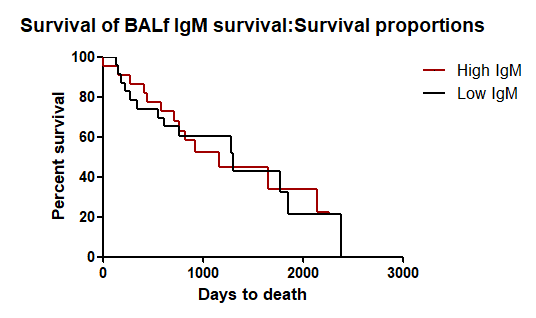 Survival of BALf IgM survival:Survival proportions
High IgM
Low IgM
Percent survival
100
80
60
40
20
0
0 1000 2000 3000
Days to death